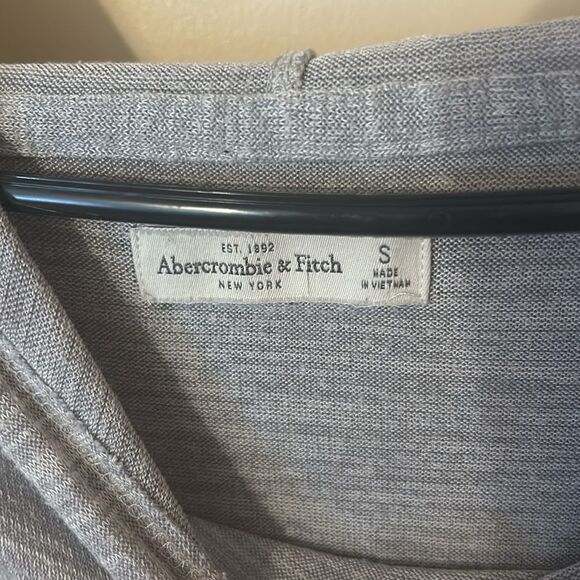 EST. 1892
Abercrombie & Fitch
NEW YORK
S
MADE
IN VIETNAM